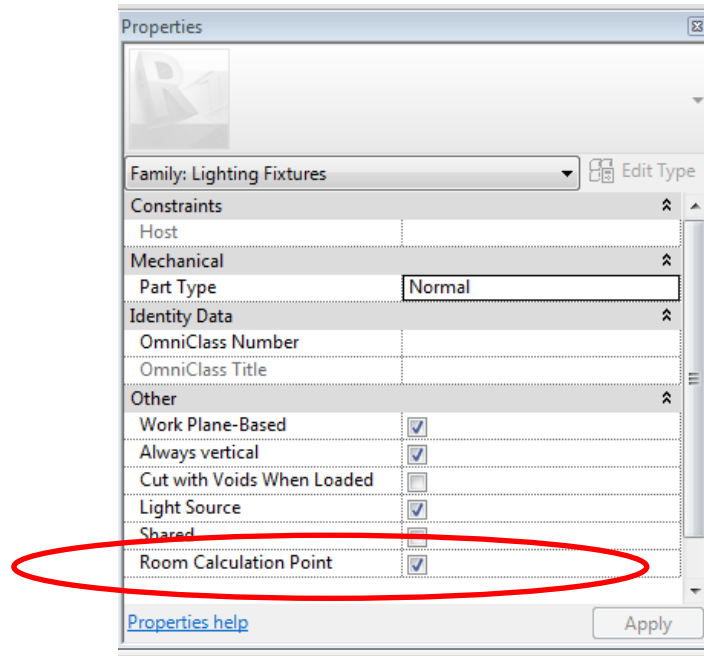 Properties
Family: Lighting Fixtures Edit Type
Constraints
Host
Mechanical
Part Type Normal
Identity Data
OmniClass Number
OmniClass Title
Other
Work Plane-Based
Always vertical
Cut with Voids When Loaded
Light Source
Shared
Room Calculation Point
Properties help Apply